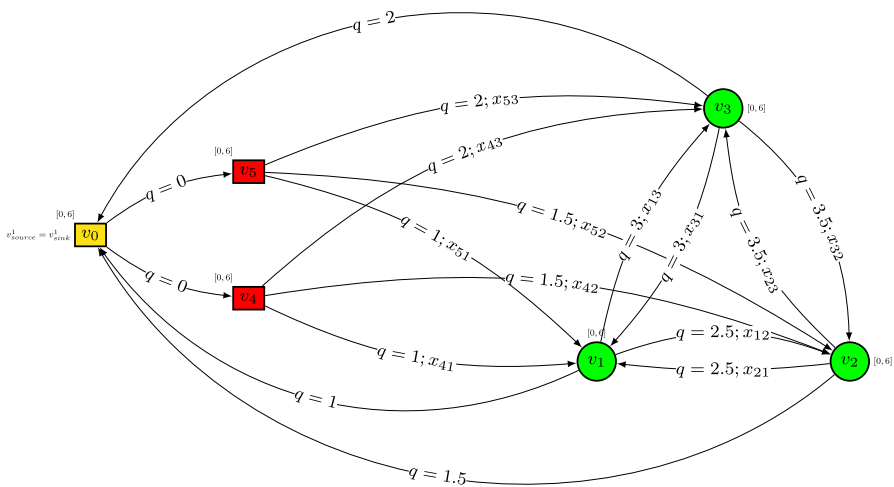 q = 2
q = 2; x53
v3
[0, 6]
[0, 6]
v5
q = 0
q = 2; x43
q = 3; x13
q = 3; x31
q = 3.5; x32
q = 3.5; x23
[0, 6]
v¹source = v¹sink
v0
q = 1.5; x52
q = 1; x51
[0, 6]
v4
q = 0
q = 1.5; x42
[0, 6]
v1
q = 2.5; x12
q = 2.5; x21
v2
[0, 6]
q = 1; x41
q = 1
q = 1.5